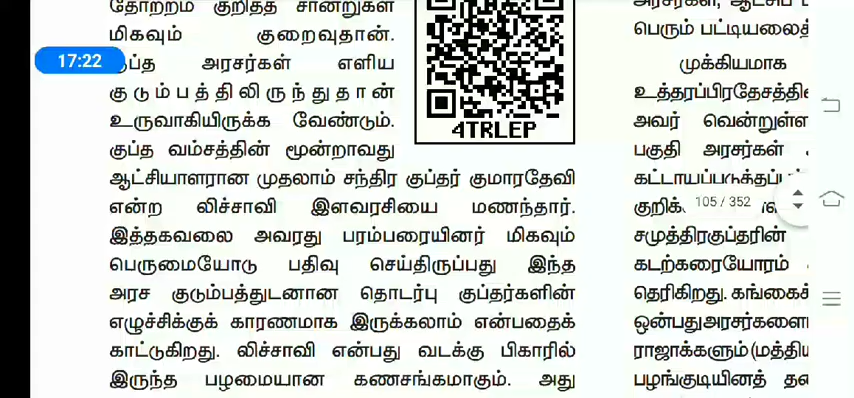 தோற்றம் குறித்த சான்றுகள்
மிகவும் குறைவுதான்.
17:22
குப்த அரசர்கள் எளிய
குடும்பத்திலிருந்துதான்
உருவாகியிருக்க வேண்டும்.
குப்த வம்சத்தின் மூன்றாவது
ஆட்சியாளரான முதலாம் சந்திர குப்தர் குமாரதேவி
என்ற லிச்சாவி இளவரசியை மணந்தார்.
இத்தகவலை அவரது பரம்பரையினர் மிகவும்
பெருமையோடு பதிவு செய்திருப்பது இந்த
அரச குடும்பத்துடனான தொடர்பு குப்தர்களின்
எழுச்சிக்குக் காரணமாக இருக்கலாம் என்பதைக்
காட்டுகிறது. லிச்சாவி என்பது வடக்கு பிகாரில்
இருந்த பழமையான கணசங்கமாகும். அது
4TRLEP
பெரும் பட்டியலைத்
முக்கியமாக
உத்தரப்பிரதேசத்தி
அவர் வென்றுள்ள
பகுதி அரசர்கள்
கட்டாயப்படுத்தப்
105 / 352
சமுத்திரகுப்தரின்
கடற்கரையோரம்
தெரிகிறது. கங்கைச்
ஒன்பதுஅரசர்களை
ராஜாக்களும் (மத்திய
பழங்குடியினத்